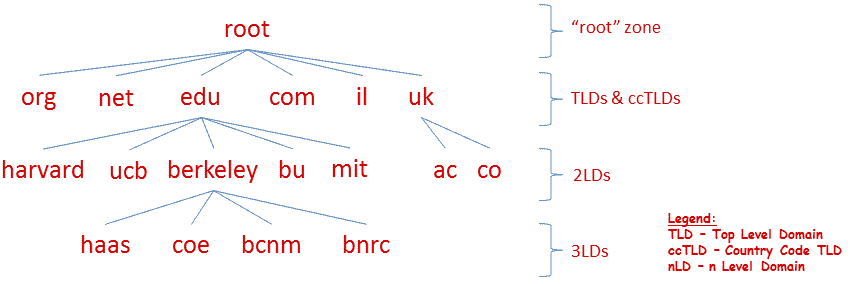 root
“root” zone
org net edu com il uk
TLDs & ccTLDs
harvard ucb berkeley bu mit ac co
2LDs
haas coe bcnm bnrc
3LDs
Legend:
TLD – Top Level Domain
ccTLD – Country Code TLD
nLD – n Level Domain